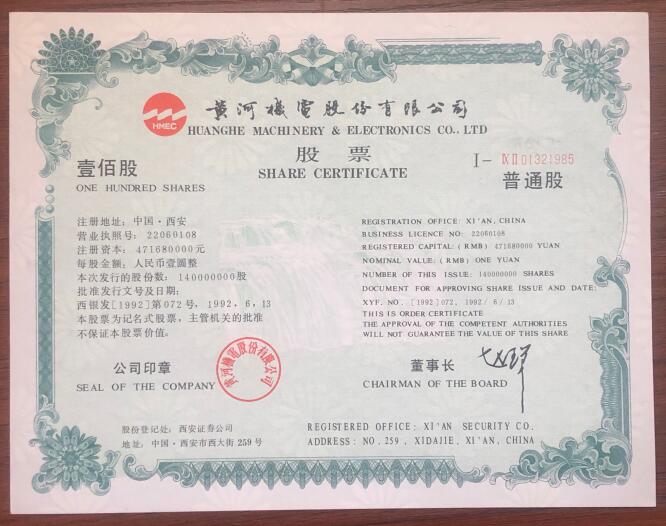 黄河機電股份有限公司
HMEC
HUANGHE MACHINERY & ELECTRONICS CO., LTD
股票
SHARE CERTIFICATE
I- IX II 01321985
壹佰股
ONE HUNDRED SHARES
普通股
注册地址：中国·西安
营业执照号：22060108
注册资本：471680000元
每股金额：人民币壹圆整
本次发行的股份数：140000000股
批准发行文号及日期：
西银发[1992]第072号，1992，6，13
本股票为记名式股票，主管机关的批准
不保证本股票价值。
REGISTRATION OFFICE: XI'AN, CHINA
BUSINESS LICENCE NO: 22060108
REGISTERED CAPITAL: (RMB) 471680000 YUAN
NOMINAL VALUE: (RMB) ONE YUAN
NUMBER OF THIS ISSUE: 140000000 SHARES
DOCUMENT FOR APPROVING SHARE ISSUE AND DATE:
XYF. NO. [1992]072, 1992/6/13
THIS IS ORDER CERTIFICATE
THE APPROVAL OF THE COMPETENT AUTHORITIES
WILL NOT GUARANTEE THE VALUE OF THIS SHARE
公司印章
SEAL OF THE COMPANY
黄河機電股份有限公司
董事长
CHAIRMAN OF THE BOARD
股份登记处：西安证券公司
地址：中国·西安市西大街259号
REGISTERED OFFICE: XI'AN SECURITY CO.
ADDRESS: NO.259, XIDAJIE, XI'AN, CHINA